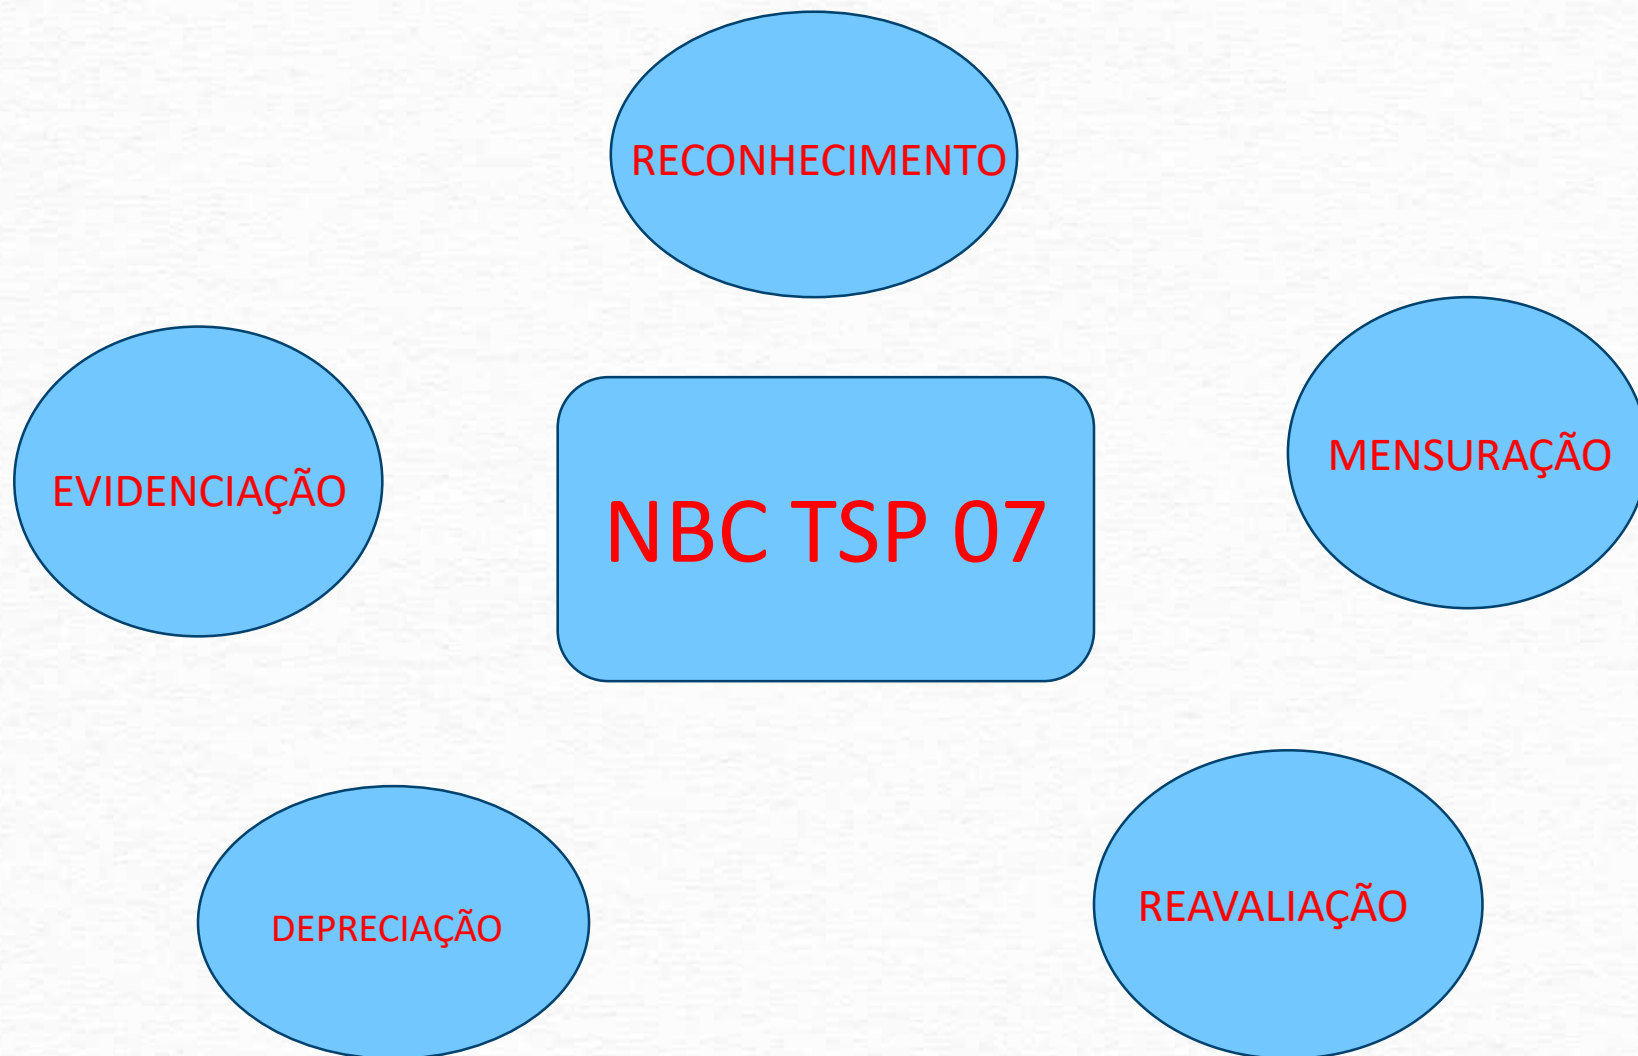 RECONHECIMENTO
MENSURAÇÃO
EVIDENCIAÇÃO
NBC TSP 07
REAVALIAÇÃO
DEPRECIAÇÃO